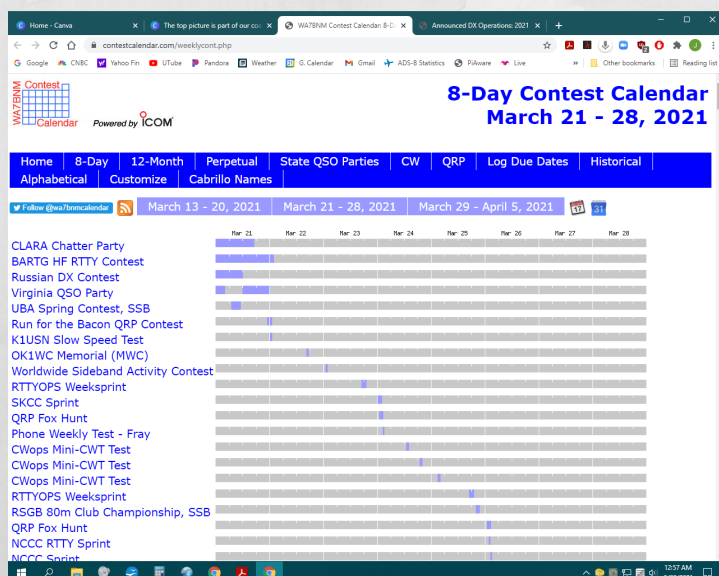 Home - Canva
The top picture is part of our coo
WA7BNM Contest Calendar: 8-D
Announced DX Operations: 2021
contestcalendar.com/weeklycont.php
Google CNBC Yahoo Fin UTube Pandora Weather G. Calendar Gmail ADS-B Statistics PiAware Live » Other bookmarks Reading list
WA7BNM Contest Calendar
Powered by ICOM
8-Day Contest Calendar
March 21 - 28, 2021
Home 8-Day 12-Month Perpetual State QSO Parties CW QRP Log Due Dates Historical
Alphabetical Customize Cabrillo Names
Follow @wa7bnmcalendar March 13 - 20, 2021 March 21 - 28, 2021 March 29 - April 5, 2021 17 31
Mar 21 Mar 22 Mar 23 Mar 24 Mar 25 Mar 26 Mar 27 Mar 28
CLARA Chatter Party
BARTG HF RTTY Contest
Russian DX Contest
Virginia QSO Party
UBA Spring Contest, SSB
Run for the Bacon QRP Contest
K1USN Slow Speed Test
OK1WC Memorial (MWC)
Worldwide Sideband Activity Contest
RTTYOPS Weeksprint
SKCC Sprint
QRP Fox Hunt
Phone Weekly Test - Fray
CWops Mini-CWT Test
CWops Mini-CWT Test
CWops Mini-CWT Test
RTTYOPS Weeksprint
RSGB 80m Club Championship, SSB
QRP Fox Hunt
NCCC RTTY Sprint
NCCC Sprint
12:57 AM